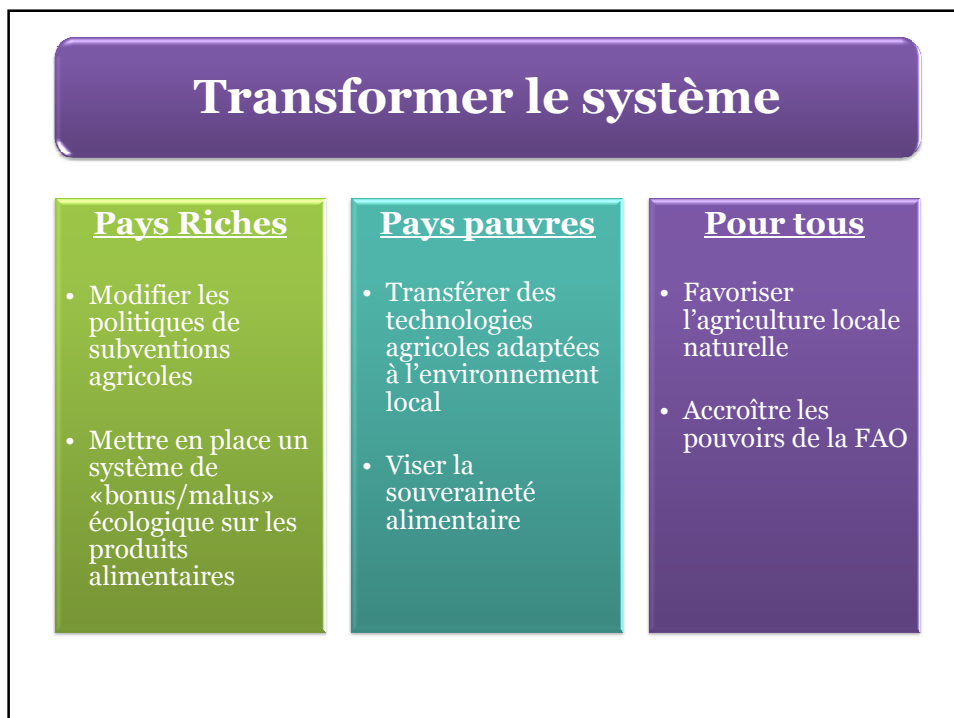 Transformer le système
Pays Riches
• Modifier les
politiques de
subventions
agricoles
• Mettre en place un
système de
«bonus/malus»
écologique sur les
produits
alimentaires
Pays pauvres
• Transférer des
technologies
agricoles adaptées
à l’environnement
local
• Viser la
souveraineté
alimentaire
Pour tous
• Favoriser
l’agriculture locale
naturelle
• Accroître les
pouvoirs de la FAO